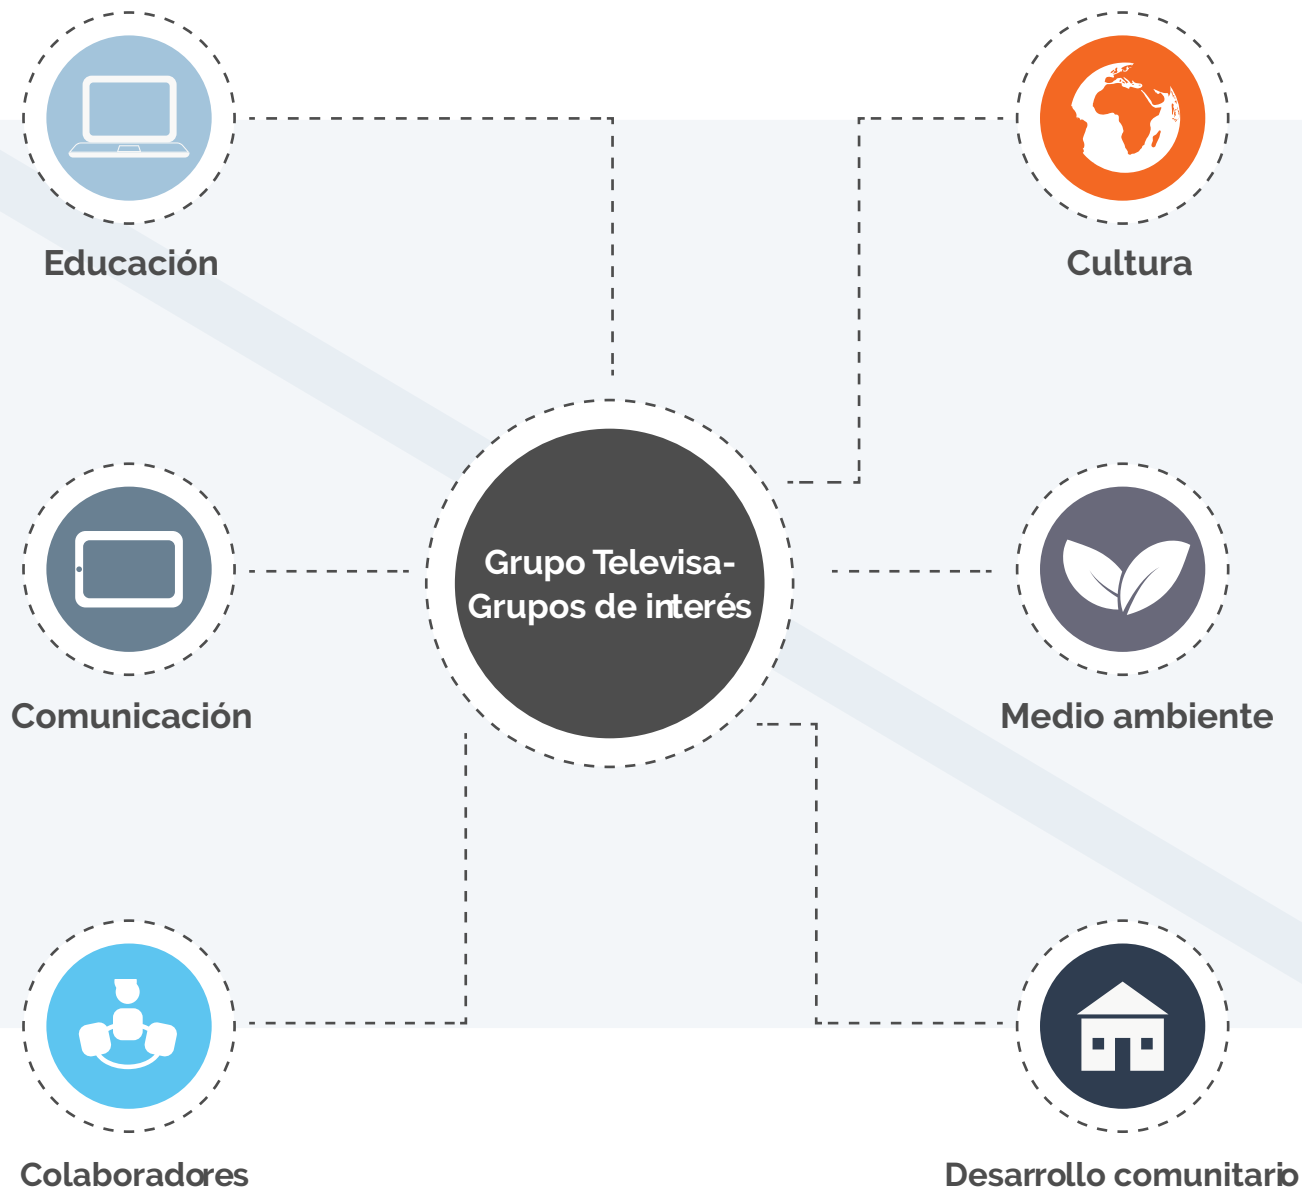 Educación
Cultura
Grupo Televisa-
Grupos de interés
Comunicación
Medio ambiente
Colaboradores
Desarrollo comunitario